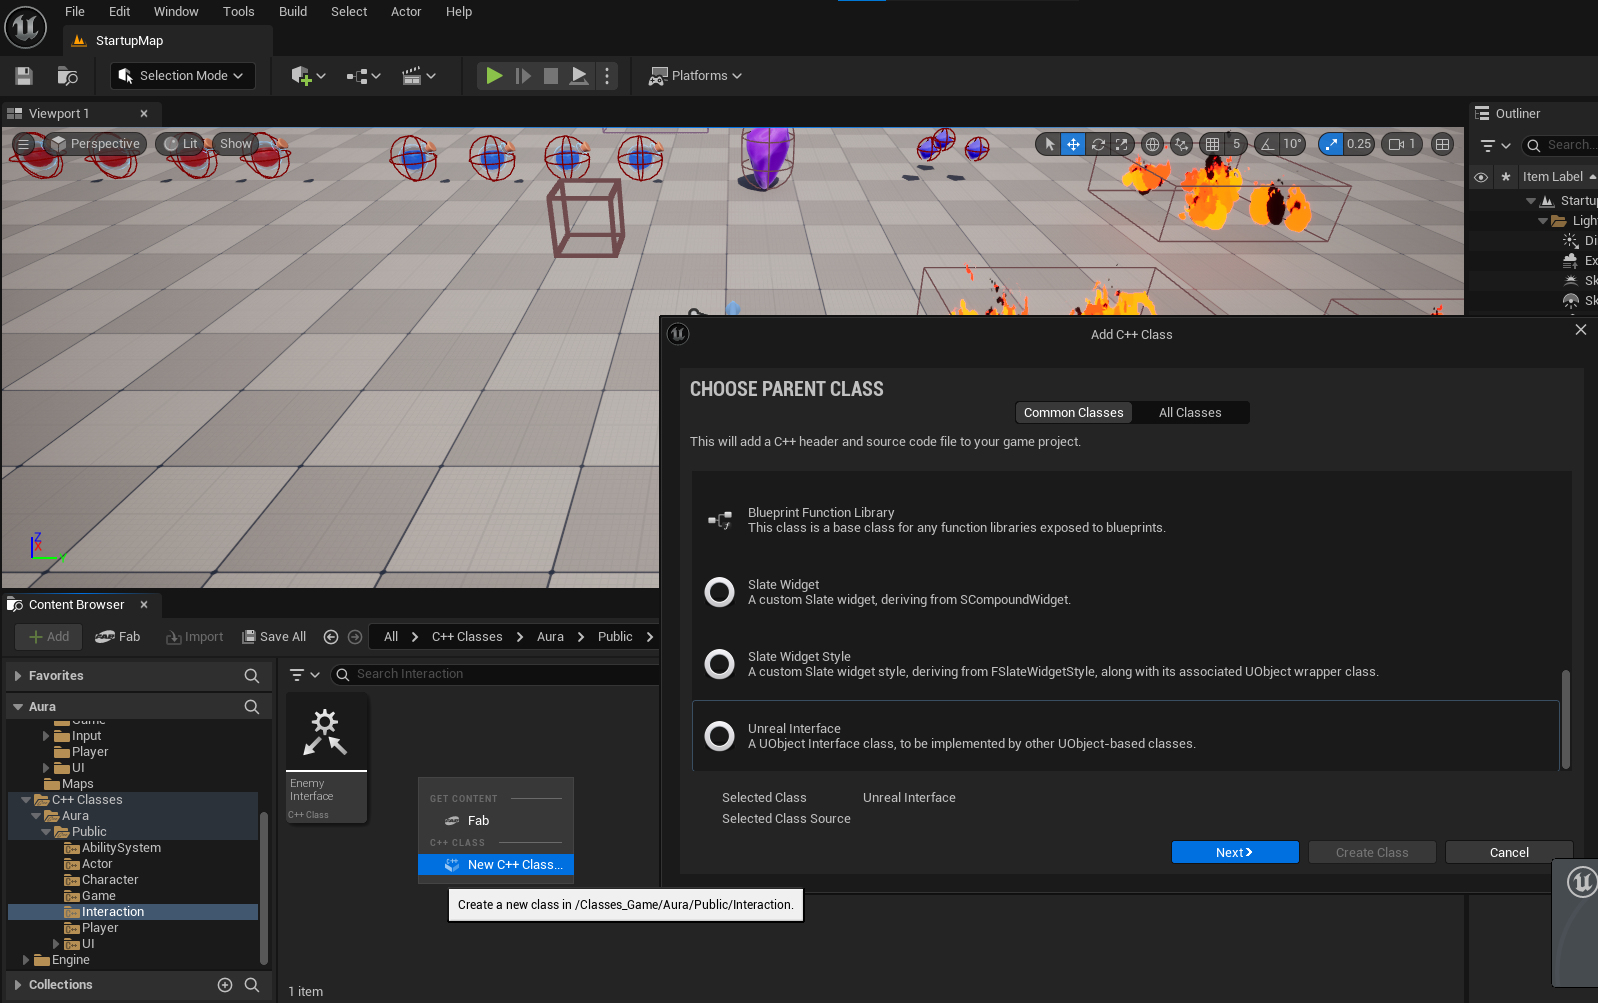 File Edit Window Tools Build Select Actor Help
StartupMap
Selection Mode
Platforms
Viewport 1
Perspective Lit Show
5 10° 0.25 1
Outliner
Search...
Item Label
Z
X
Add C++ Class
CHOOSE PARENT CLASS
Common Classes All Classes
This will add a C++ header and source code file to your game project.
Blueprint Function Library
This class is a base class for any function libraries exposed to blueprints.
Slate Widget
A custom Slate widget, deriving from SCompoundWidget.
Slate Widget Style
A custom Slate widget style, deriving from FSlateWidgetStyle, along with its associated UObject wrapper class.
Unreal Interface
A UObject Interface class, to be implemented by other UObject-based classes.
Selected Class Unreal Interface
Selected Class Source
Next Create Class Cancel
Content Browser
Add Fab Import Save All All C++ Classes Aura Public
Favorites
Search Interaction
Aura
Game
Input
Player
UI
Maps
C++ Classes
Aura
Public
AbilitySystem
Actor
Character
Game
Interaction
Player
UI
Engine
Collections
Enemy
Interface
C++ Class
GET CONTENT
Fab
C++ CLASS
New C++ Class...
Create a new class in /Classes_Game/Aura/Public/Interaction.
1 item